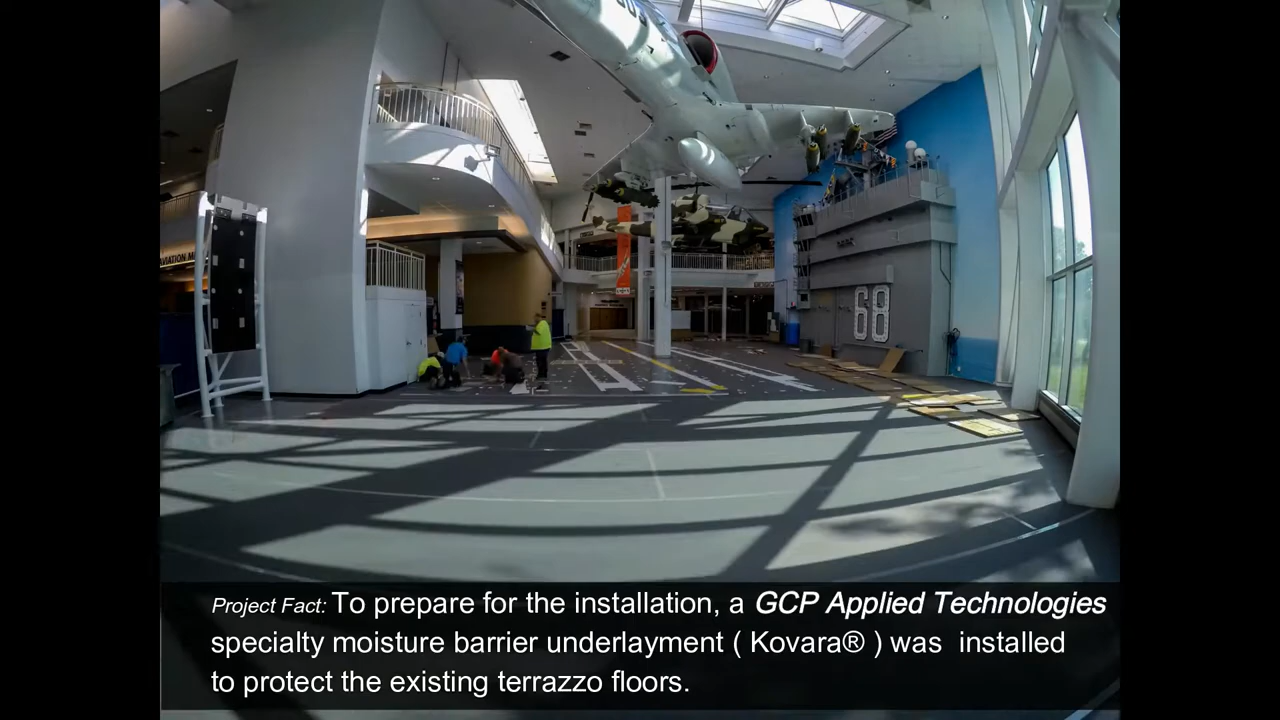 AVIATION M
68
Project Fact: To prepare for the installation, a GCP Applied Technologies
specialty moisture barrier underlayment ( Kovara® ) was  installed
to protect the existing terrazzo floors.